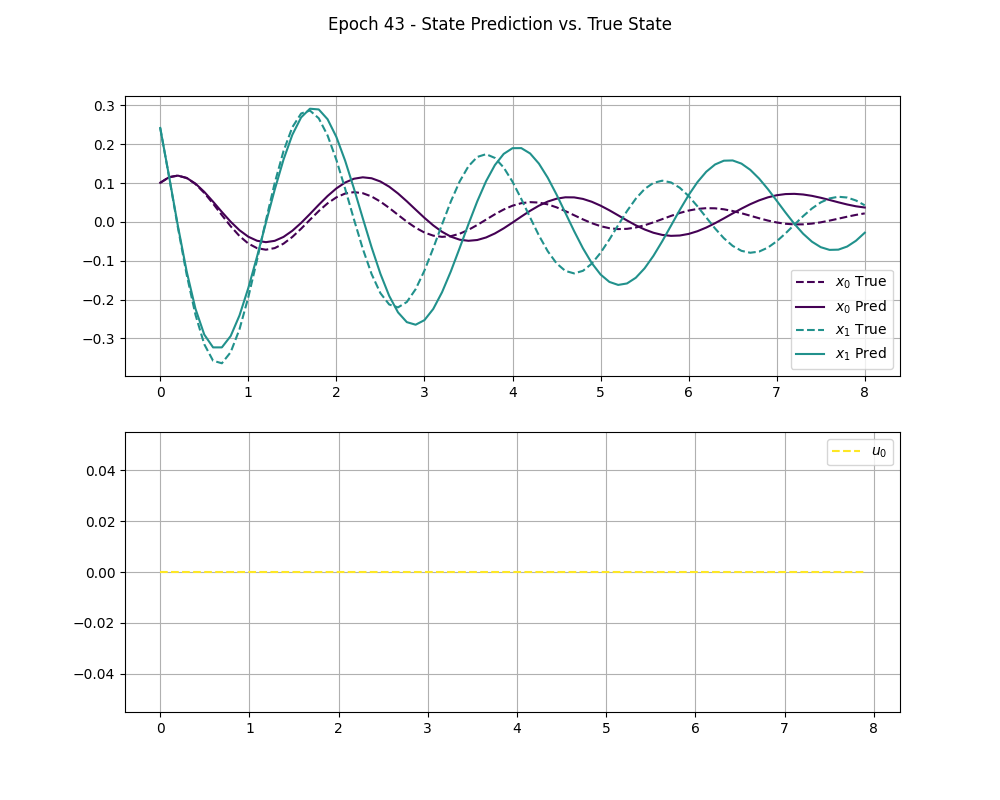 Epoch 43 - State Prediction vs. True State
0.3
0.2
0.1
0.0
−0.1
−0.2
−0.3
x₀ True
x₀ Pred
x₁ True
x₁ Pred
0 1 2 3 4 5 6 7 8
0.04
0.02
0.00
−0.02
−0.04
u₀
0 1 2 3 4 5 6 7 8